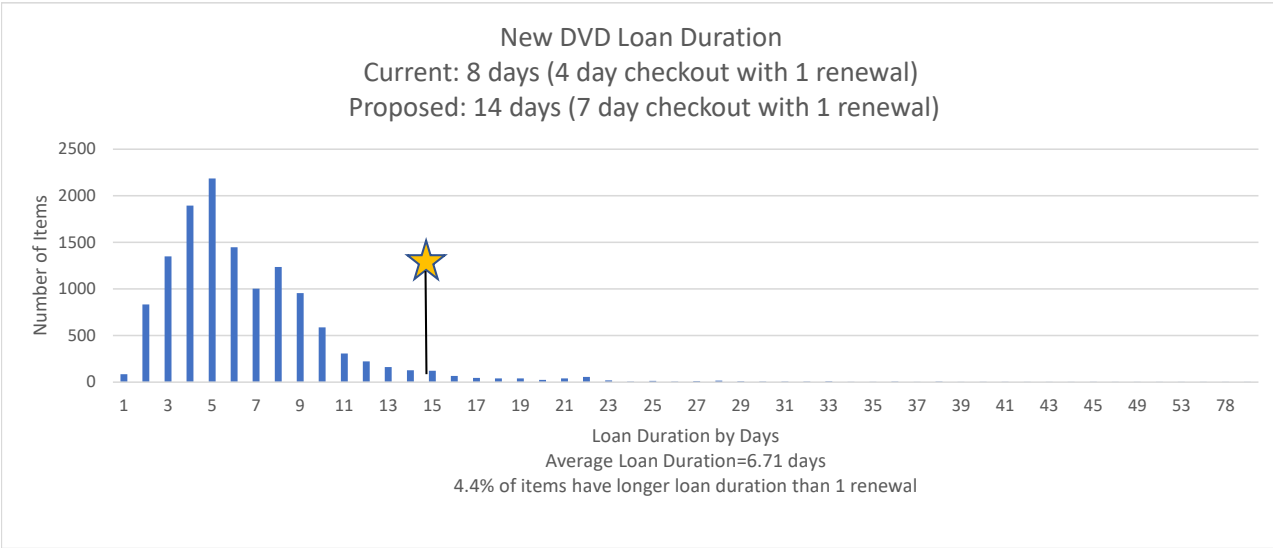 New DVD Loan Duration
Current: 8 days (4 day checkout with 1 renewal)
Proposed: 14 days (7 day checkout with 1 renewal)
Number of Items
2500
2000
1500
1000
500
0
1 3 5 7 9 11 13 15 17 19 21 23 25 27 29 31 33 35 37 39 41 43 45 49 53 78
Loan Duration by Days
Average Loan Duration=6.71 days
4.4% of items have longer loan duration than 1 renewal